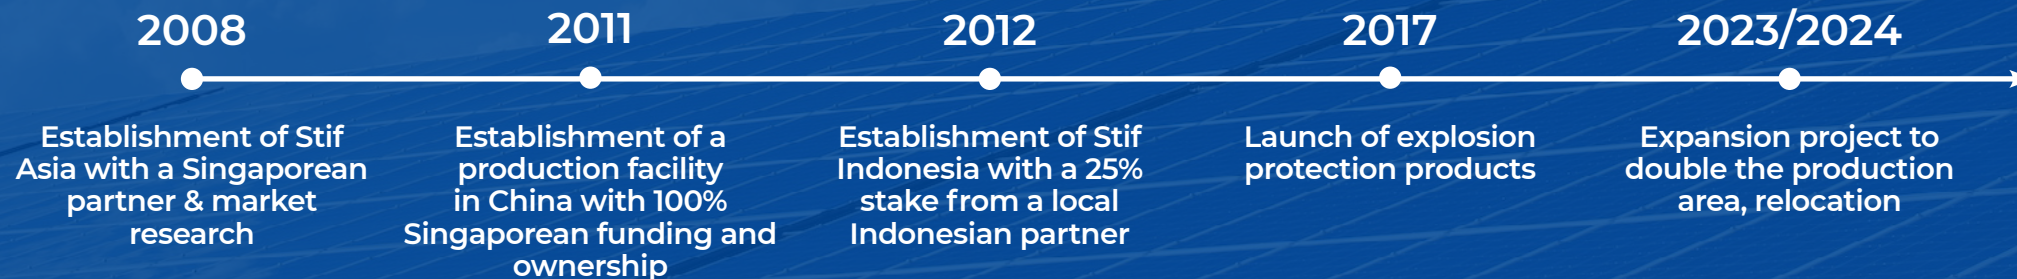 2008
Establishment of Stif
Asia with a Singaporean
partner & market
research
2011
Establishment of a
production facility
in China with 100%
Singaporean funding and
ownership
2012
Establishment of Stif
Indonesia with a 25%
stake from a local
Indonesian partner
2017
Launch of explosion
protection products
2023/2024
Expansion project to
double the production
area, relocation